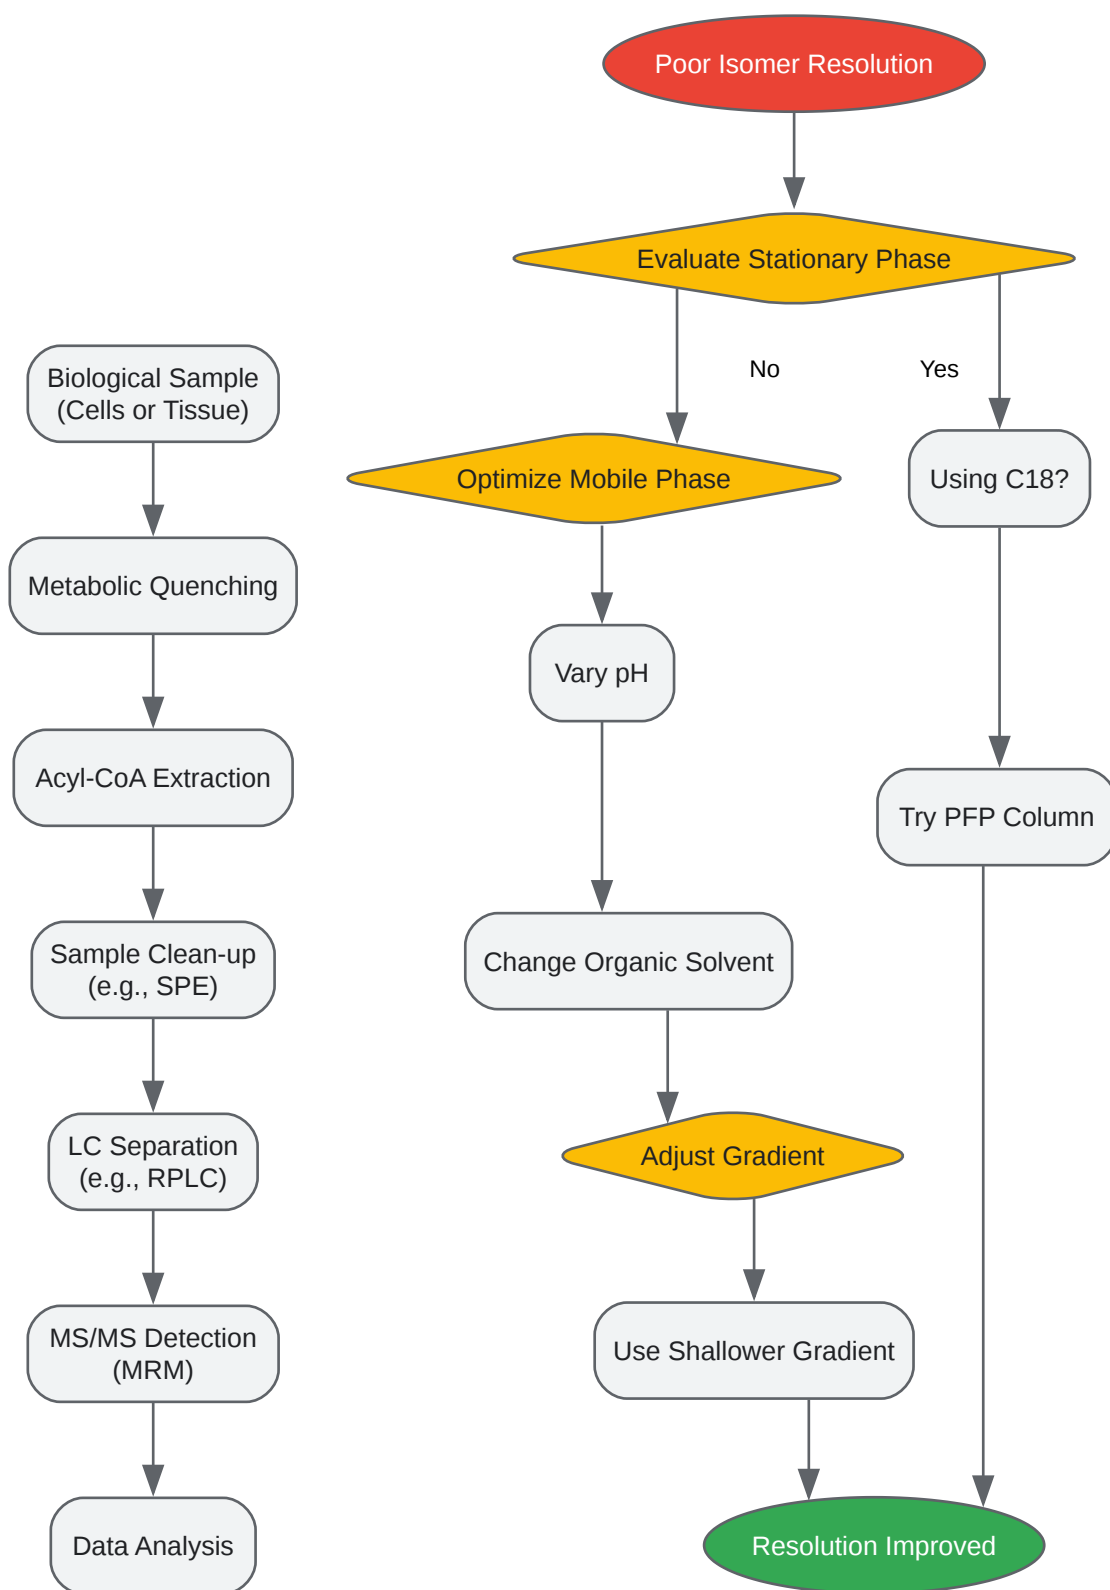 Biological Sample
(Cells or Tissue)
Metabolic Quenching
Acyl-CoA Extraction
Sample Clean-up
(e.g., SPE)
LC Separation
(e.g., RPLC)
MS/MS Detection
(MRM)
Data Analysis
Poor Isomer Resolution
Evaluate Stationary Phase
No
Yes
Optimize Mobile Phase
Using C18?
Vary pH
Try PFP Column
Change Organic Solvent
Adjust Gradient
Use Shallower Gradient
Resolution Improved